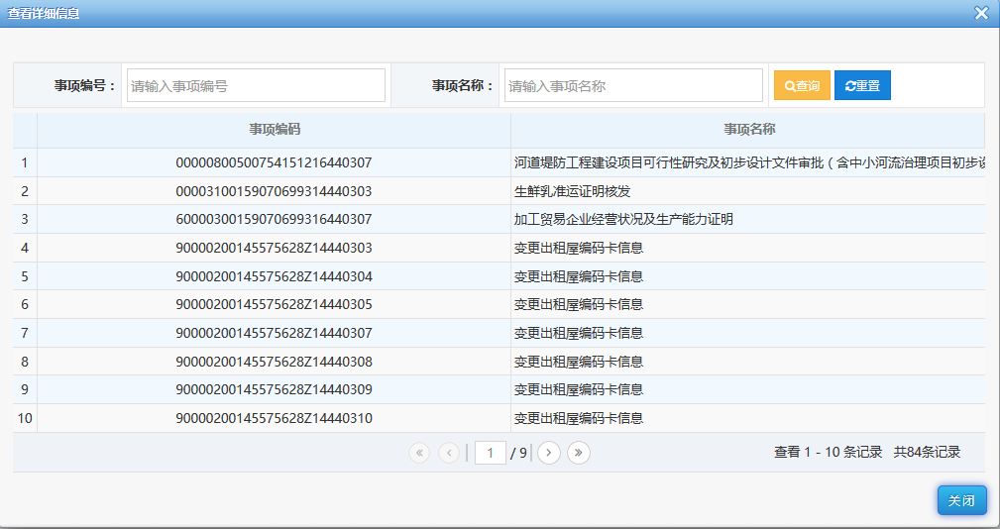 查看详细信息
事项编号： 请输入事项编号 事项名称： 请输入事项名称 查询 重置
事项编码 事项名称
1 00000800500754151216440307 河道堤防工程建设项目可行性研究及初步设计文件审批（含中小河流治理项目初步设
2 00003100159070699314440303 生鲜乳准运证明核发
3 60000300159070699316440307 加工贸易企业经营状况及生产能力证明
4 90000200145575628Z14440303 变更出租屋编码卡信息
5 90000200145575628Z14440304 变更出租屋编码卡信息
6 90000200145575628Z14440305 变更出租屋编码卡信息
7 90000200145575628Z14440307 变更出租屋编码卡信息
8 90000200145575628Z14440308 变更出租屋编码卡信息
9 90000200145575628Z14440309 变更出租屋编码卡信息
10 90000200145575628Z14440310 变更出租屋编码卡信息
1 / 9 查看 1 - 10 条记录 共84条记录
关闭